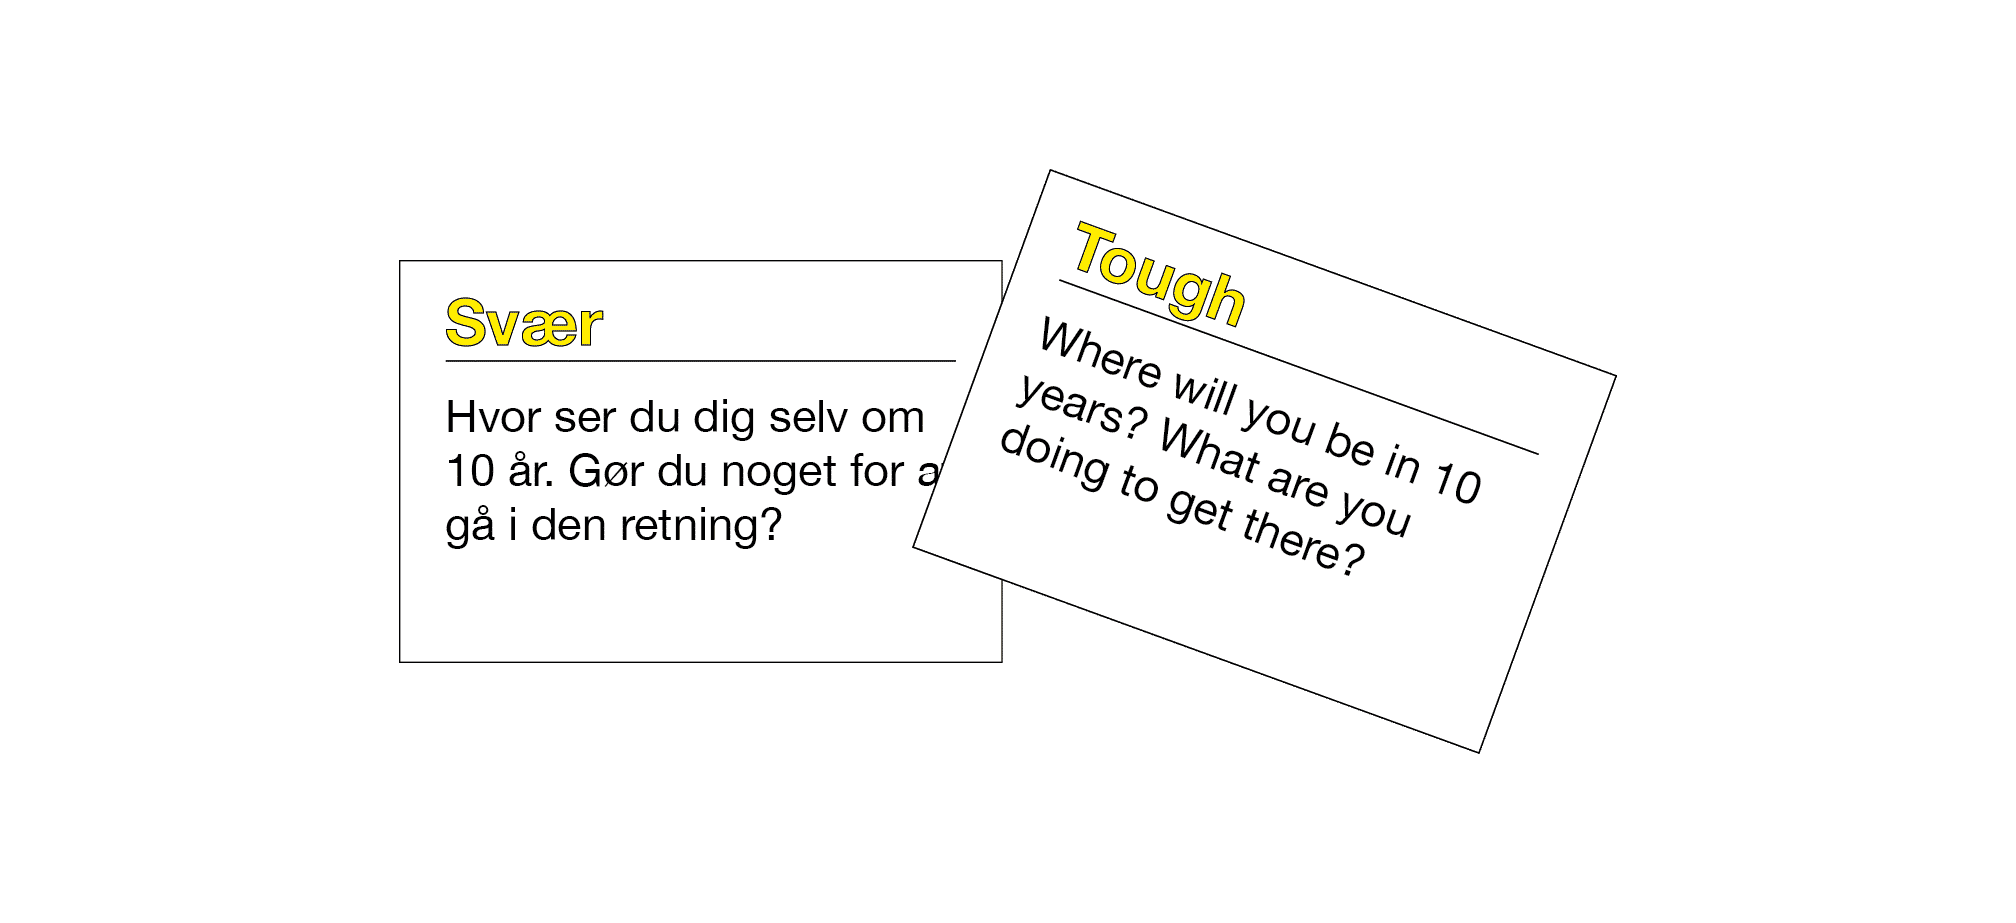 Svær
Hvor ser du dig selv om
10 år. Gør du noget for
gå i den retning?
Tough
Where will you be in 10
years? What are you
doing to get there?